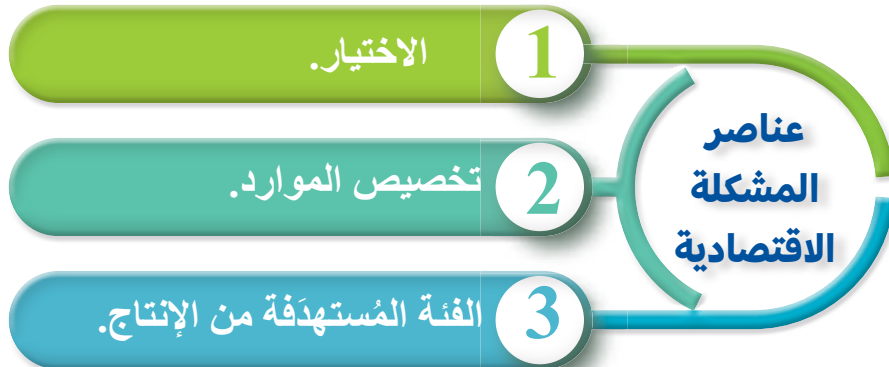 عناصر
المشكلة
الاقتصادية
1 الاختيار.
2 تخصيص الموارد.
3 الفئة المُستهدَفة من الإنتاج.